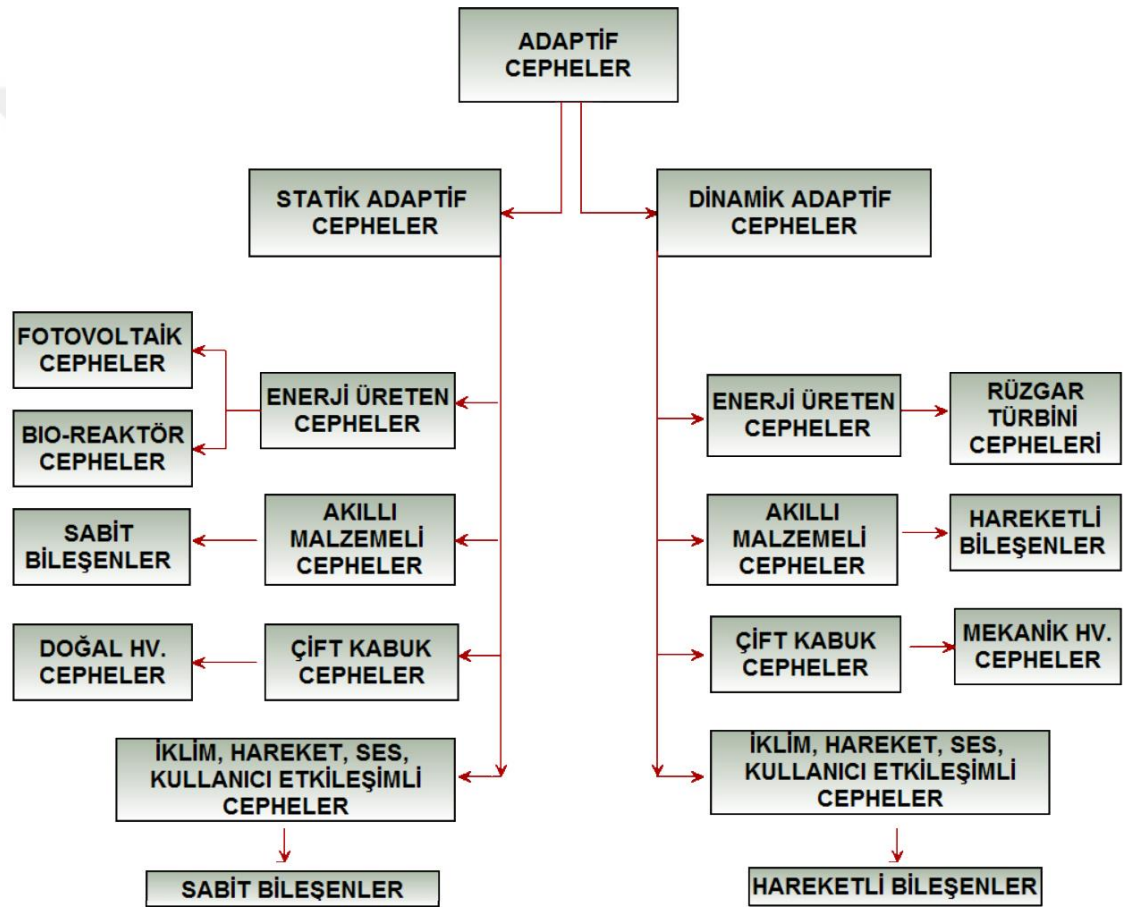 ADAPTİF
CEPHELER
STATİK ADAPTİF
CEPHELER
DİNAMİK ADAPTİF
CEPHELER
FOTOVOLTAİK
CEPHELER
BIO-REAKTÖR
CEPHELER
ENERJİ ÜRETEN
CEPHELER
SABİT
BİLEŞENLER
AKILLI
MALZEMELİ
CEPHELER
DOĞAL HV.
CEPHELER
ÇİFT KABUK
CEPHELER
İKLİM, HAREKET, SES,
KULLANICI ETKİLEŞİMLİ
CEPHELER
SABİT BİLEŞENLER
ENERJİ ÜRETEN
CEPHELER
RÜZGAR
TÜRBİNİ
CEPHELERİ
AKILLI
MALZEMELİ
CEPHELER
HAREKETLİ
BİLEŞENLER
ÇİFT KABUK
CEPHELER
MEKANİK HV.
CEPHELER
İKLİM, HAREKET, SES,
KULLANICI ETKİLEŞİMLİ
CEPHELER
HAREKETLİ BİLEŞENLER